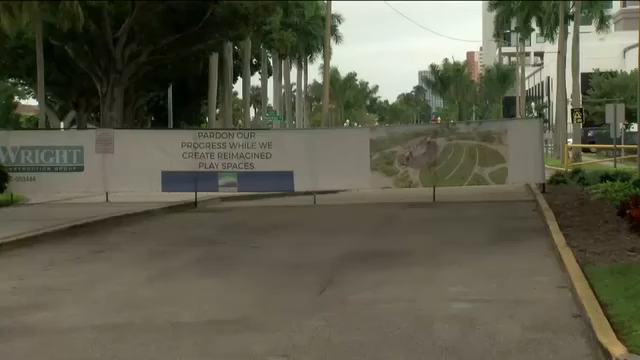 WRIGHT
CONSTRUCTION GROUP
PARDON OUR
PROGRESS WHILE WE
CREATE REIMAGINED
PLAY SPACES